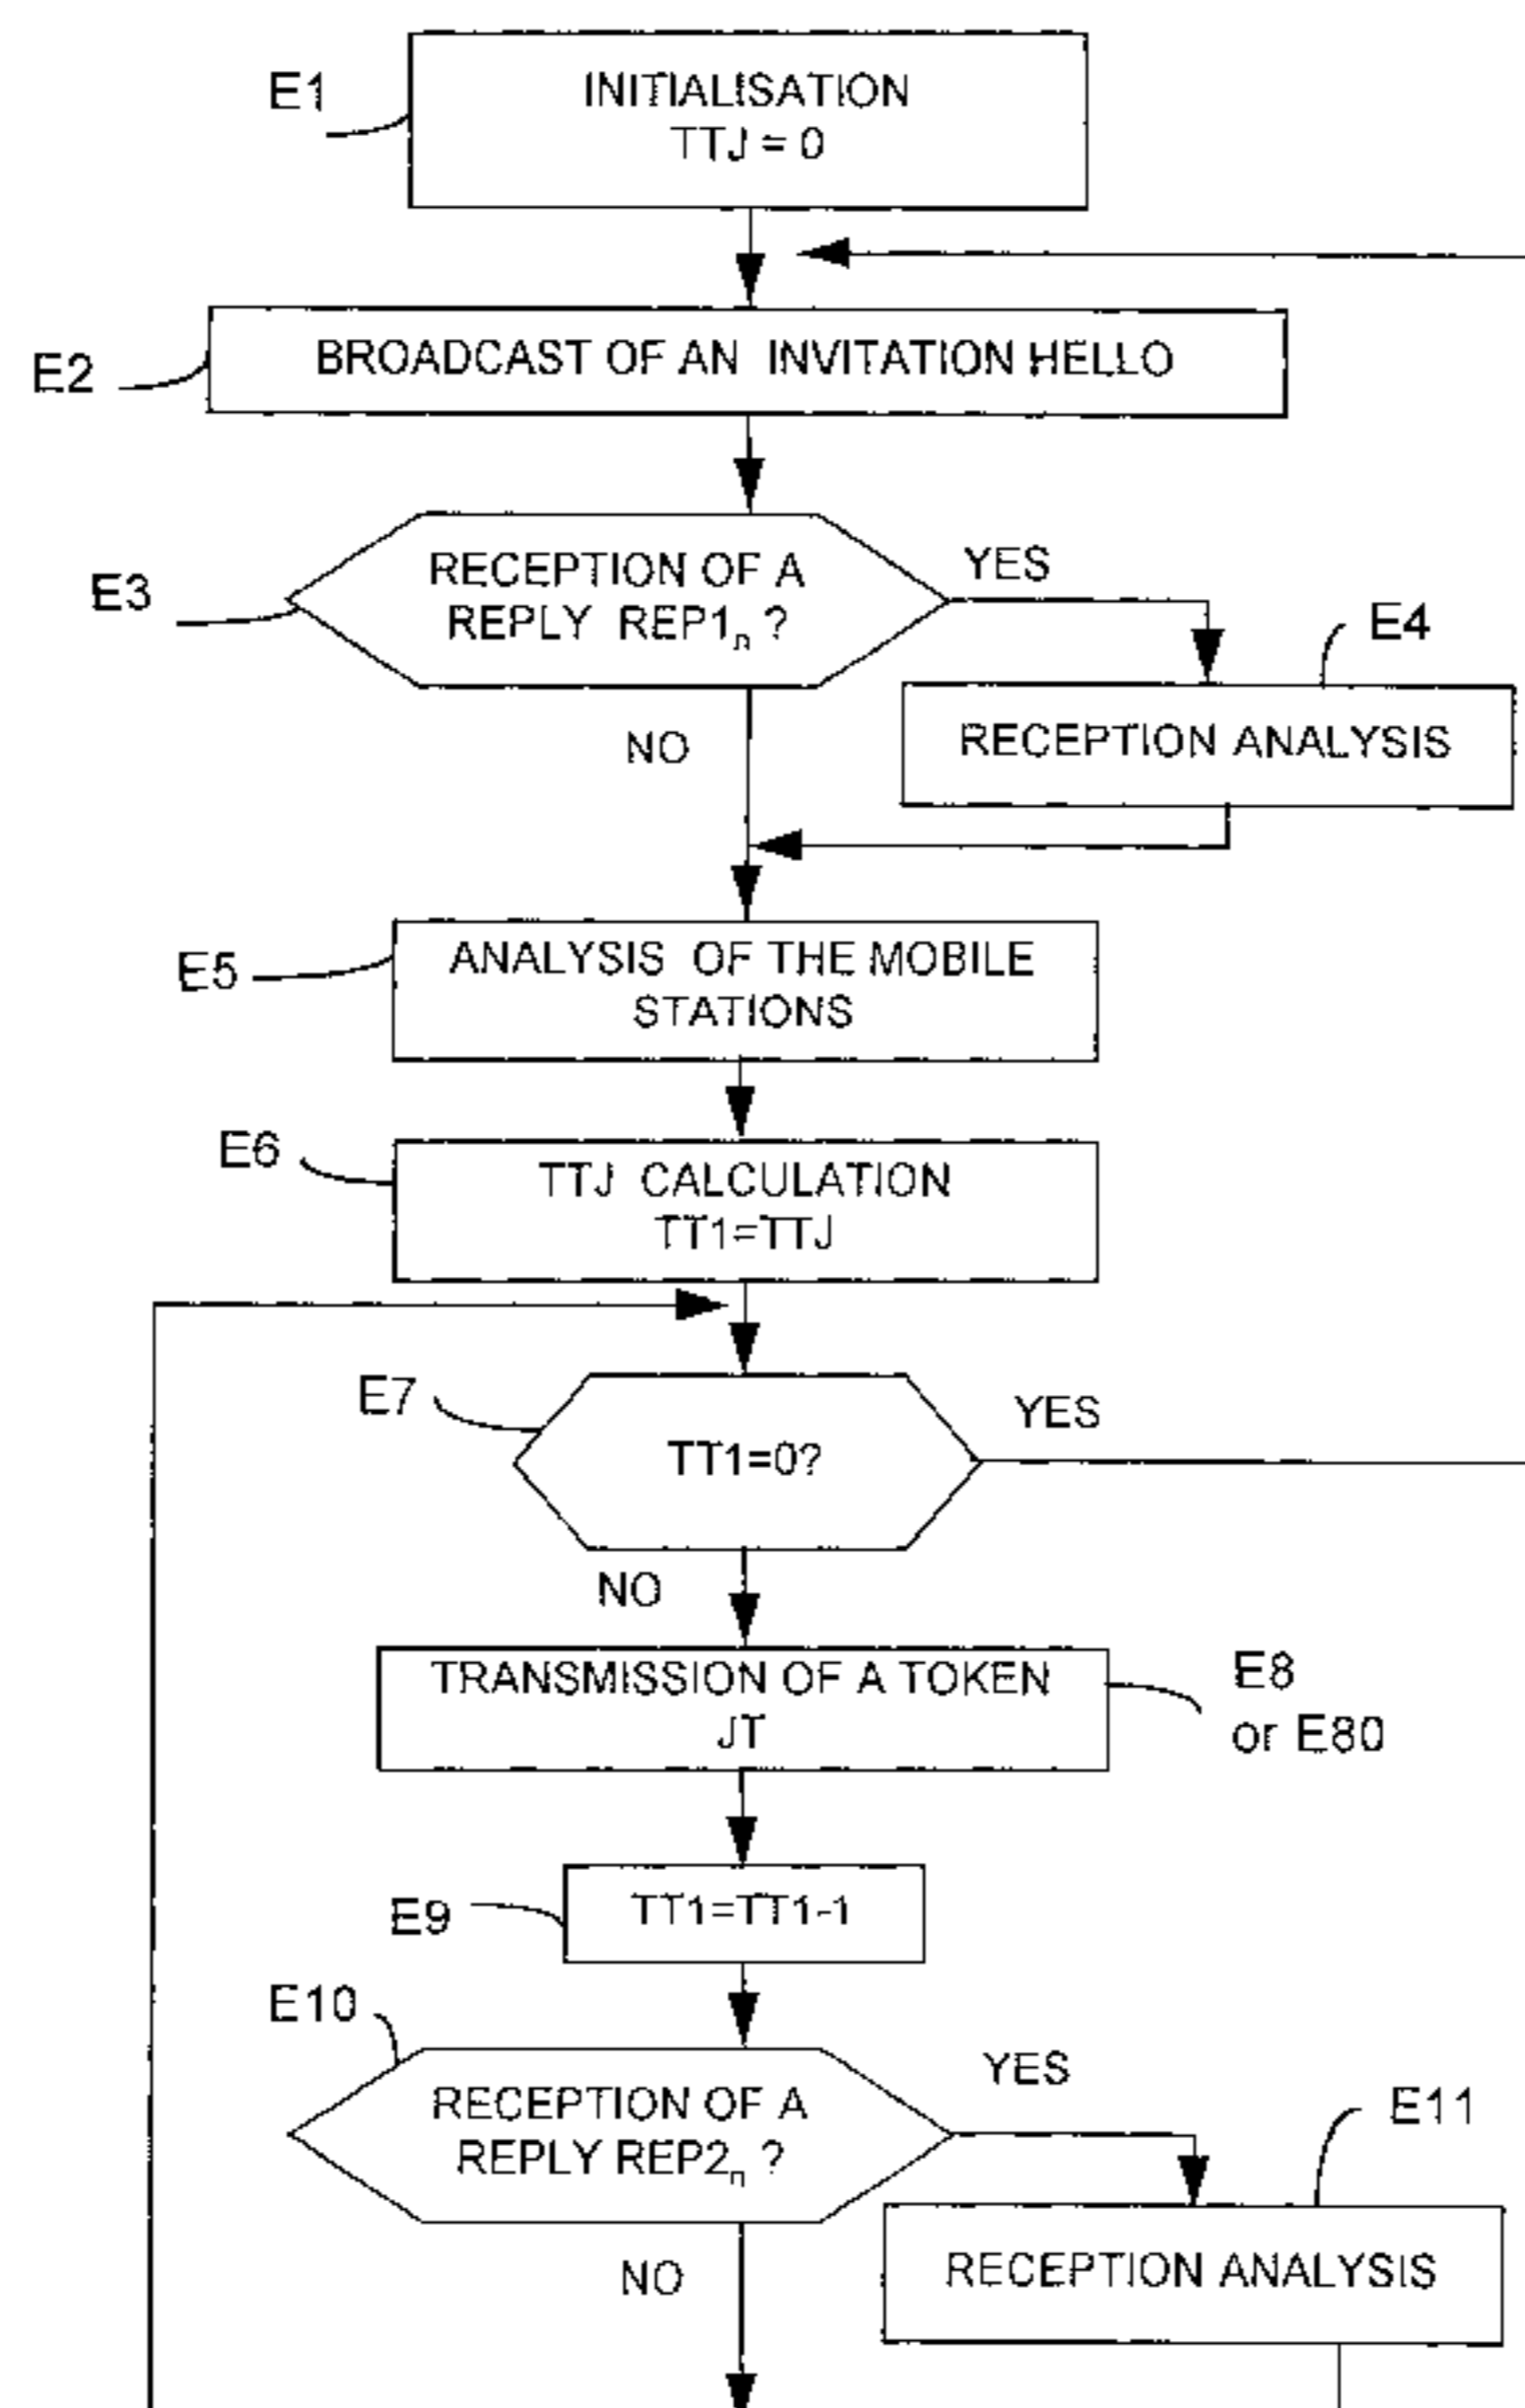 E1
INITIALISATION
TTJ = 0
E2
BROADCAST OF AN INVITATION HELLO
E3
RECEPTION OF A
REPLY REP1n ?
YES
E4
RECEPTION ANALYSIS
NO
E5
ANALYSIS OF THE MOBILE
STATIONS
E6
TTJ CALCULATION
TT1=TTJ
E7
TT1=0?
YES
NO
TRANSMISSION OF A TOKEN
JT
E8
or E80
E9
TT1=TT1-1
E10
RECEPTION OF A
REPLY REP2n ?
YES
E11
RECEPTION ANALYSIS
NO